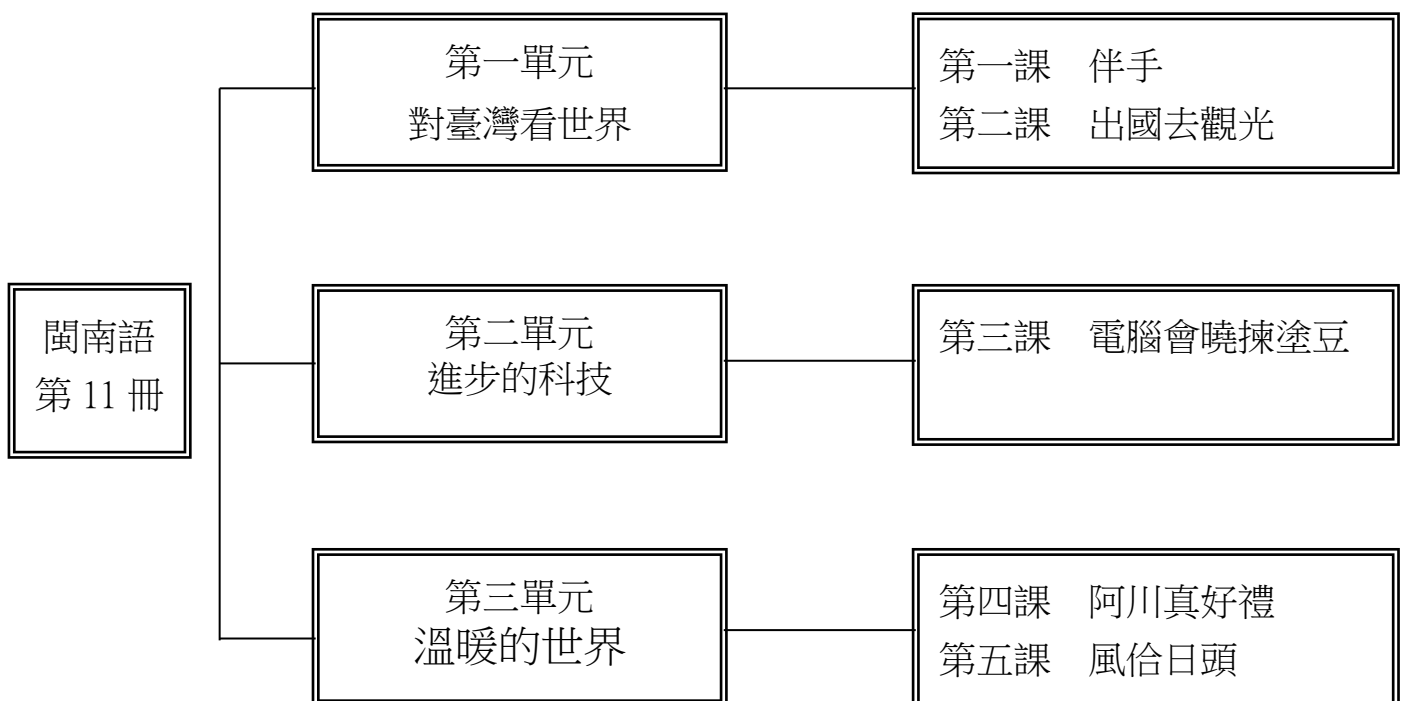 閩南語
第 11 冊
第一單元
對臺灣看世界
第一課　伴手
第二課　出國去觀光
第二單元
進步的科技
第三課　電腦會曉揀塗豆
第三單元
溫暖的世界
第四課　阿川真好禮
第五課　風佮日頭